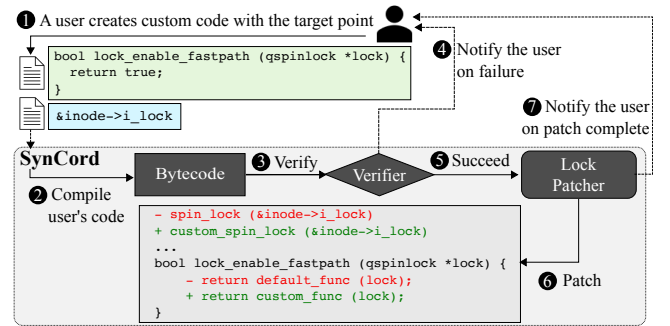 ❶ A user creates custom code with the target point
bool lock_enable_fastpath (qspinlock *lock) {
return true;
}
&inode->i_lock
❹ Notify the user
on failure
❼ Notify the user
on patch complete
SynCord
❷ Compile
user's code
Bytecode
❸ Verify
Verifier
❺ Succeed
Lock
Patcher
- spin_lock (&inode->i_lock)
+ custom_spin_lock (&inode->i_lock)
...
bool lock_enable_fastpath (qspinlock *lock) {
- return default_func (lock);
+ return custom_func (lock);
}
❻ Patch